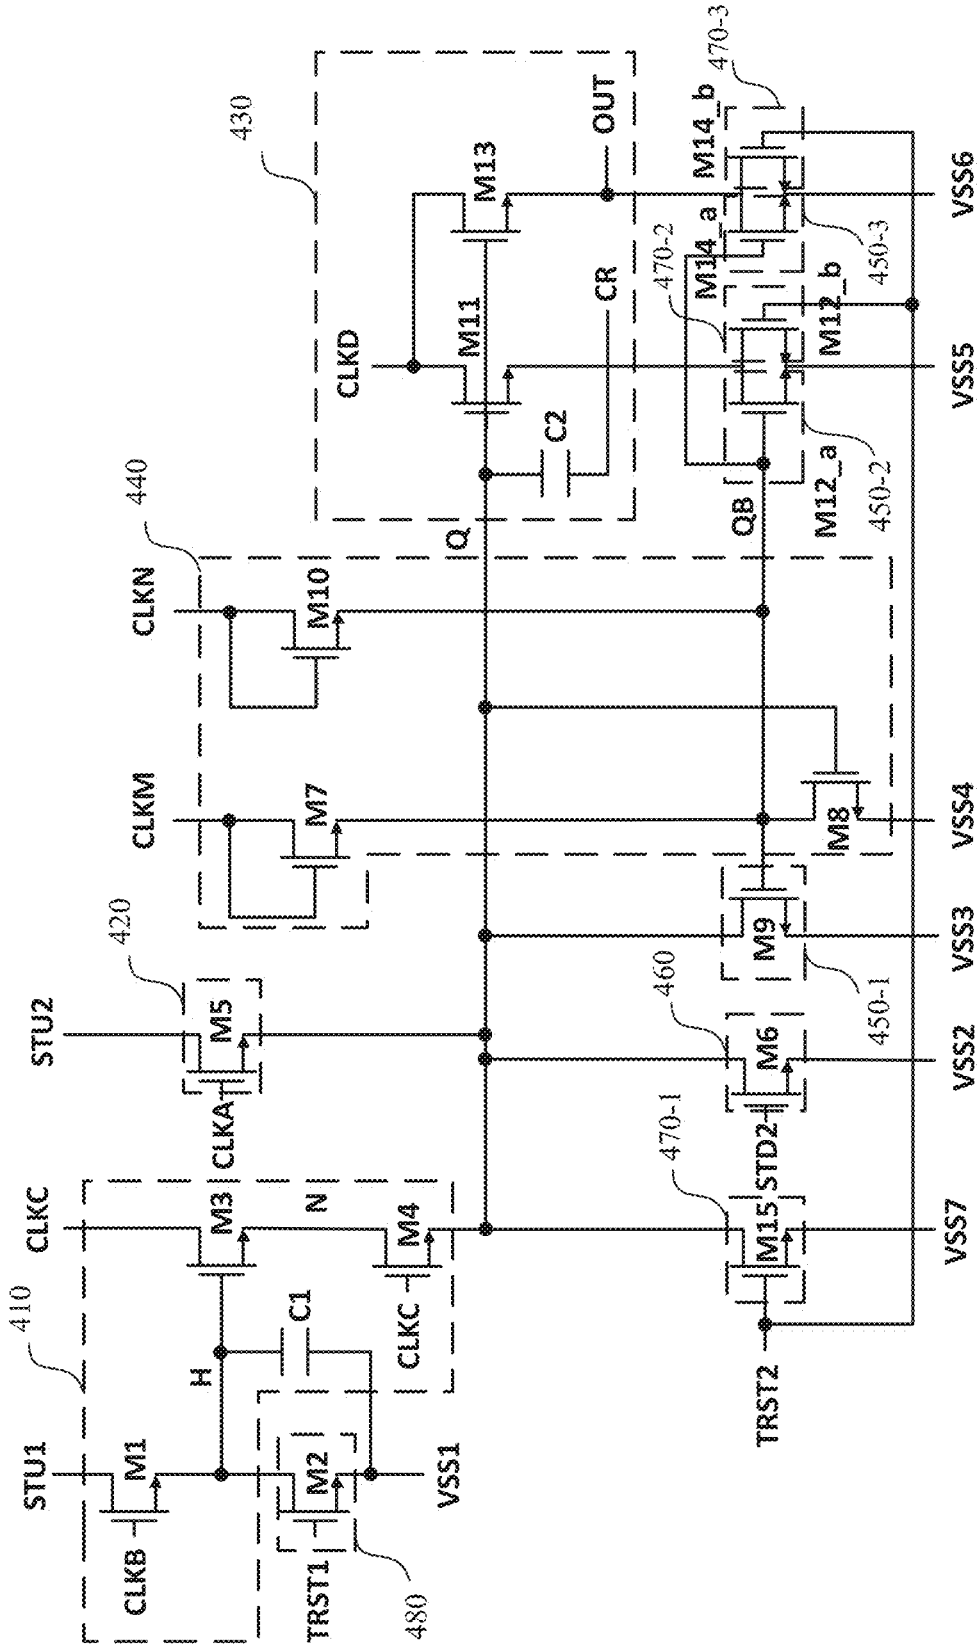 430
CLKD
M13
M11
OUT
CR
C2
470-3
M14_b
M14_a
470-2
M12_b
M12_a
450-3
450-2
VSS6
VSS5
440
CLKN
M10
Q
QB
CLKM
M7
M8
VSS4
420
STU2
M5
CLKA
460
M9
450-1
VSS3
M6
STD2
VSS2
410
CLKC
M3
N
M4
CLKC
C1
H
470-1
M15
VSS7
TRST2
STU1
M1
CLKB
M2
TRST1
VSS1
480